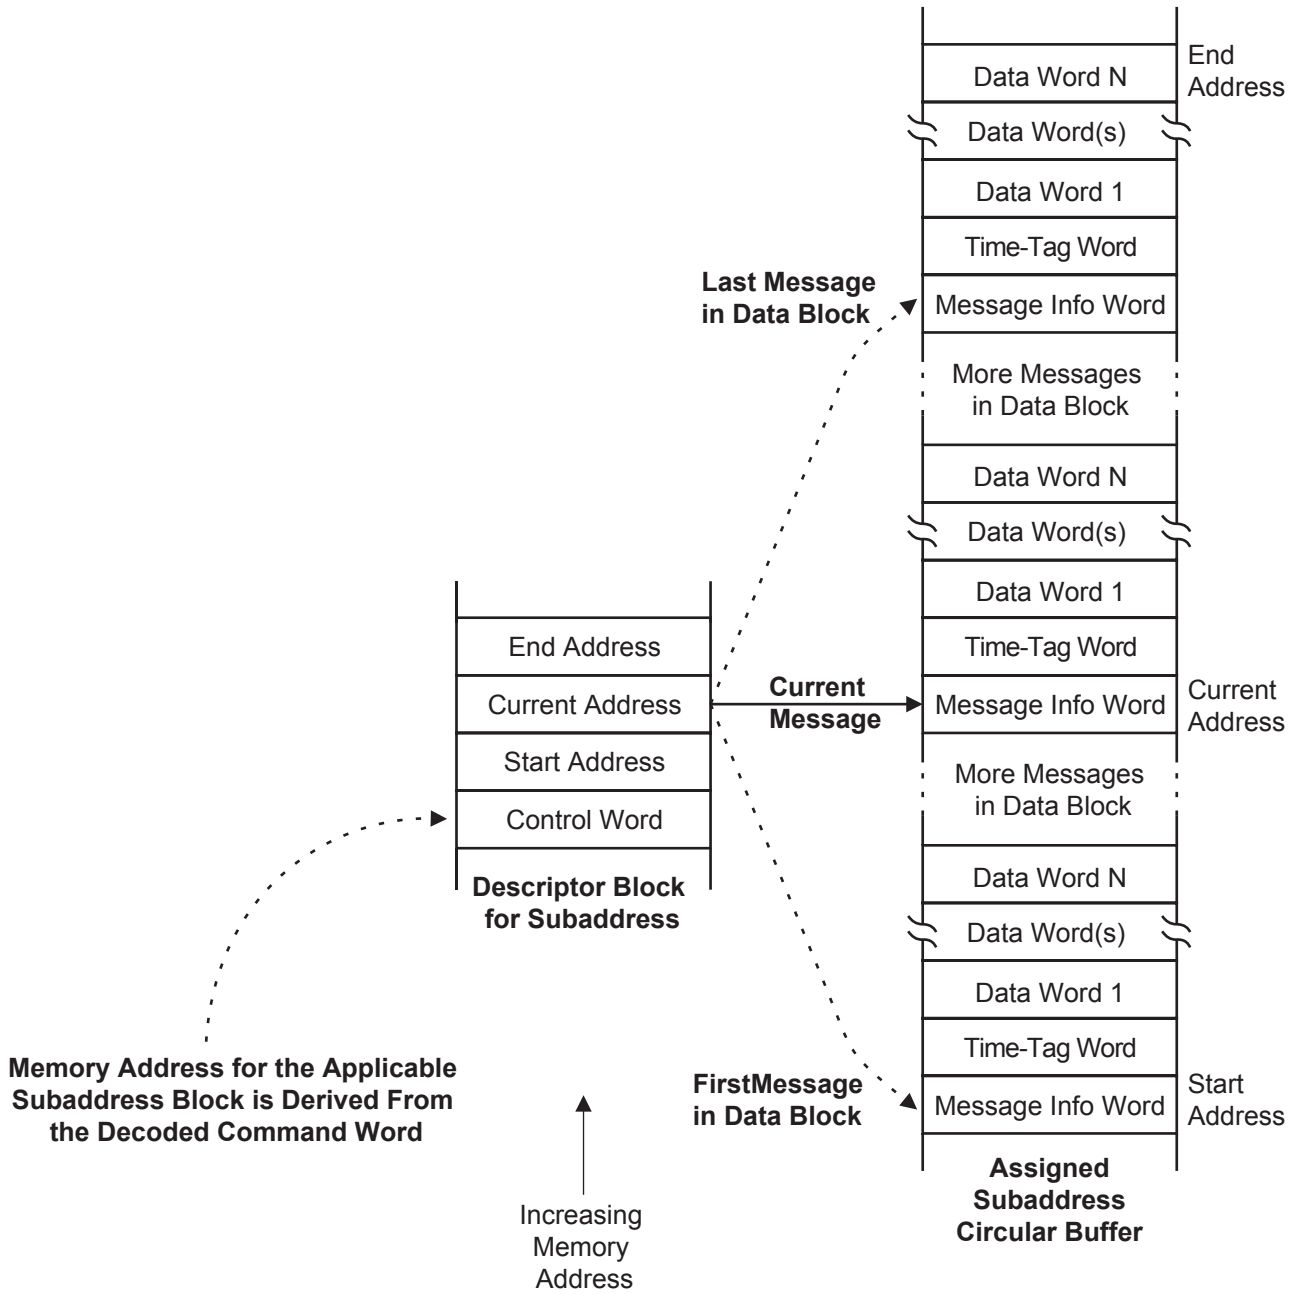 Data Word N
End
Address
Data Word(s)
Data Word 1
Time-Tag Word
Last Message
in Data Block
Message Info Word
More Messages
in Data Block
Data Word N
Data Word(s)
Data Word 1
End Address
Time-Tag Word
Current Address
Current
Message
Message Info Word
Current
Address
Start Address
More Messages
in Data Block
Control Word
Data Word N
Descriptor Block
for Subaddress
Data Word(s)
Data Word 1
Time-Tag Word
Memory Address for the Applicable
Subaddress Block is Derived From
the Decoded Command Word
FirstMessage
in Data Block
Message Info Word
Start
Address
Assigned
Subaddress
Circular Buffer
Increasing
Memory
Address